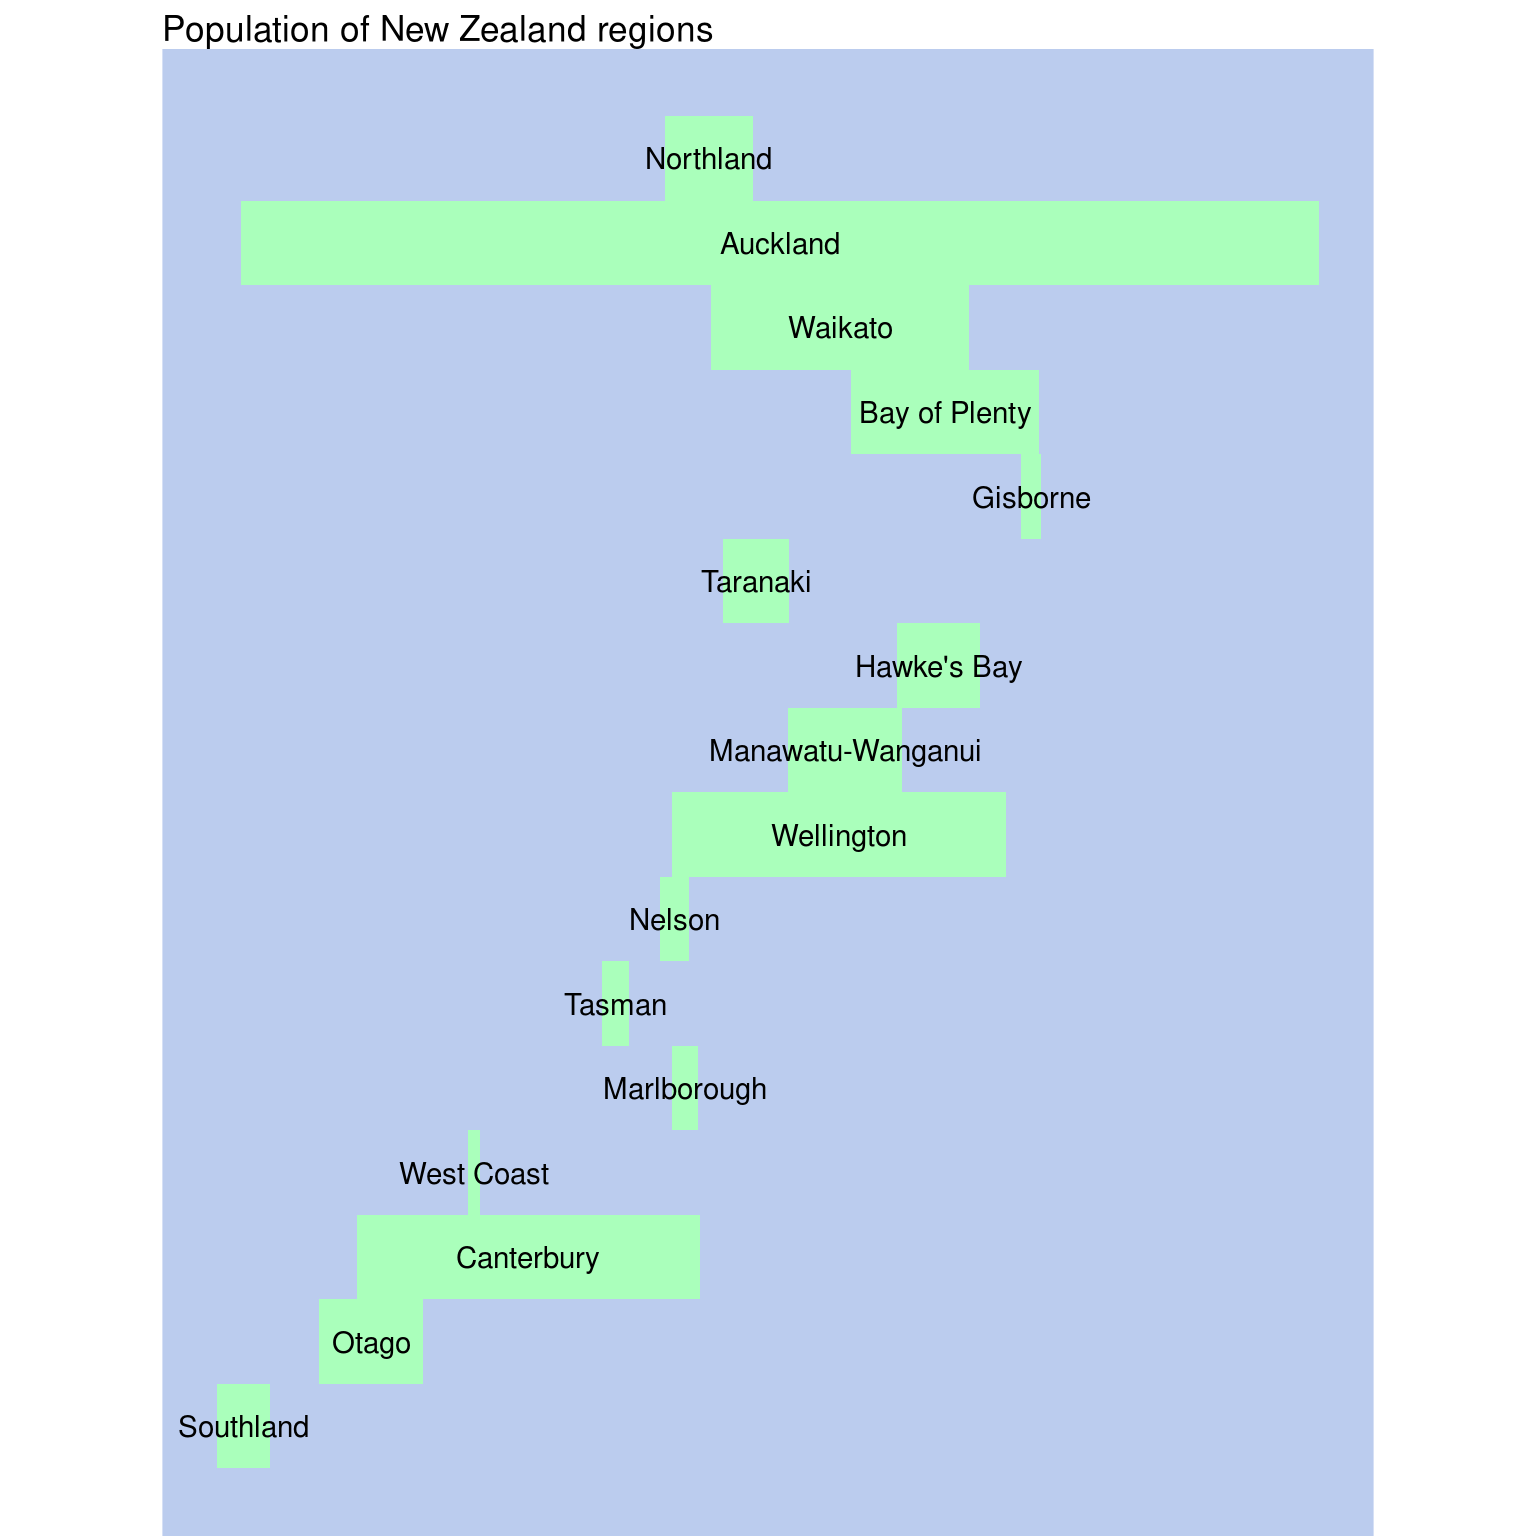 Population of New Zealand regions
Northland
Auckland
Waikato
Bay of Plenty
Gisborne
Taranaki
Hawke's Bay
Manawatu-Wanganui
Wellington
Nelson
Tasman
Marlborough
West Coast
Canterbury
Otago
Southland